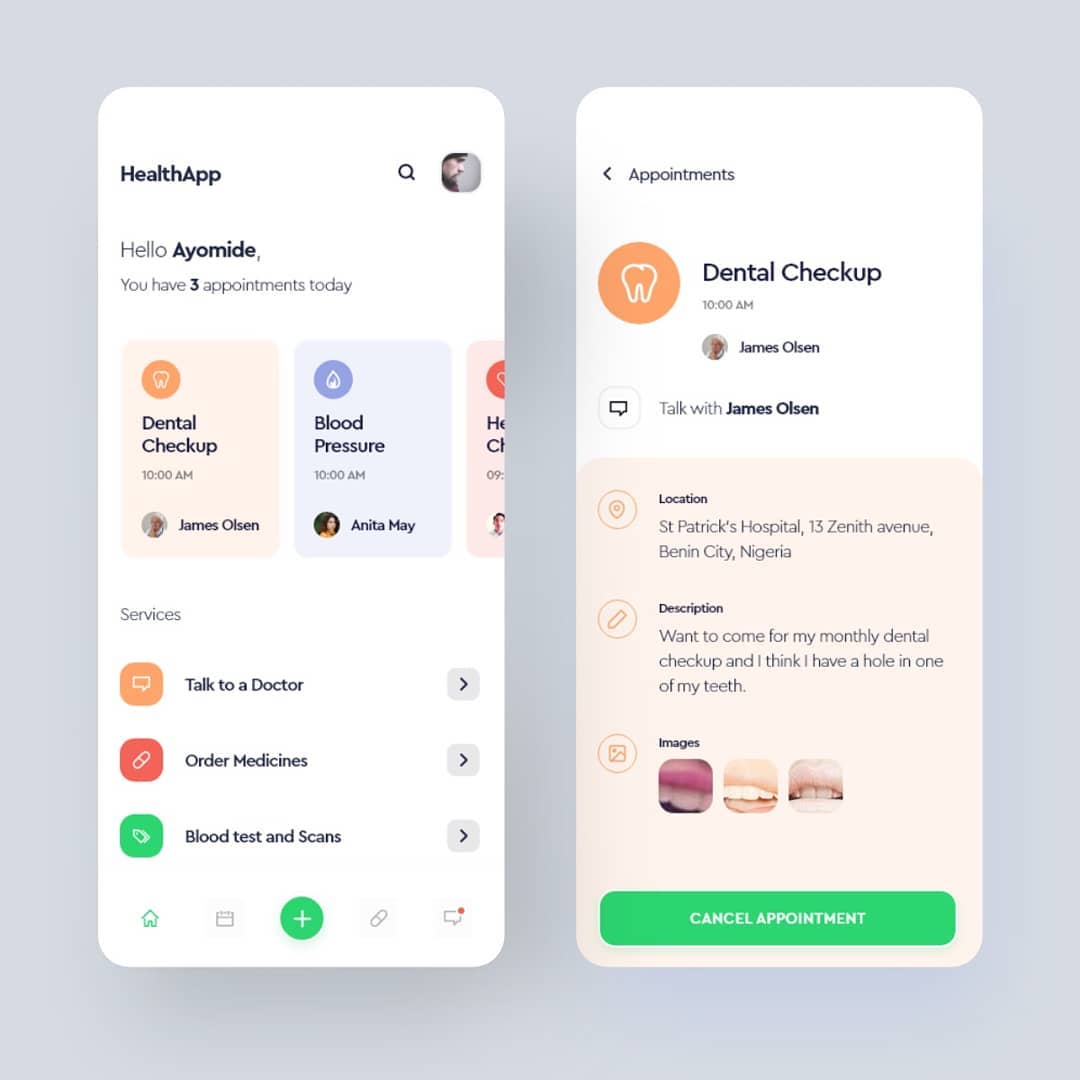 HealthApp
Hello Ayomide,
You have 3 appointments today
Dental
Checkup
10:00 AM
James Olsen
Blood
Pressure
10:00 AM
Anita May
He
Ch
09:
Services
Talk to a Doctor
Order Medicines
Blood test and Scans
Appointments
Dental Checkup
10:00 AM
James Olsen
Talk with James Olsen
Location
St Patrick's Hospital, 13 Zenith avenue,
Benin City, Nigeria
Description
Want to come for my monthly dental
checkup and I think I have a hole in one
of my teeth.
Images
CANCEL APPOINTMENT